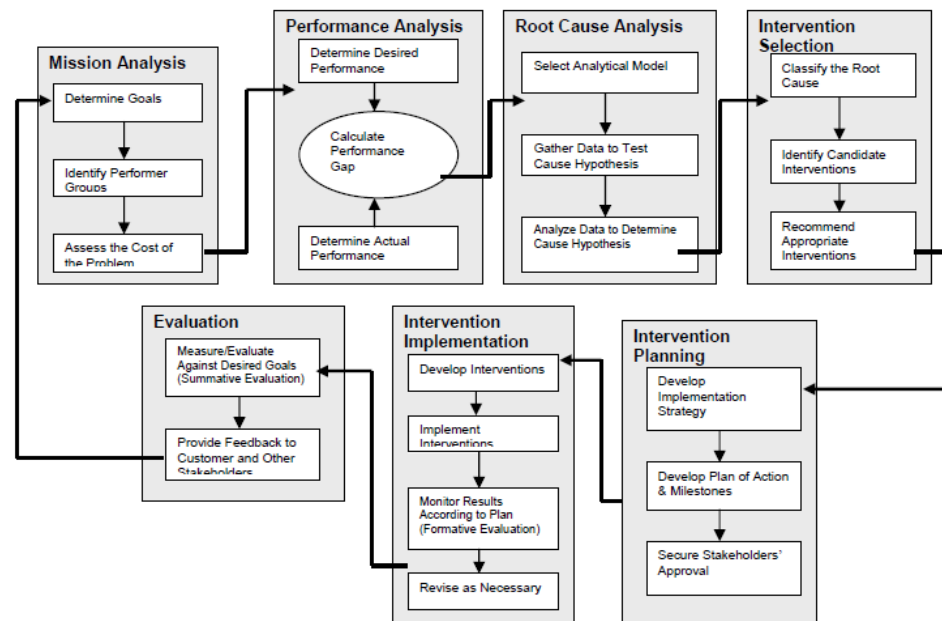 Mission Analysis
Determine Goals
Identify Performer
Groups
Assess the Cost of
the Problem
Performance Analysis
Determine Desired
Performance
Calculate
Performance
Gap
Determine Actual
Performance
Root Cause Analysis
Select Analytical Model
Gather Data to Test
Cause Hypothesis
Analyze Data to Determine
Cause Hypothesis
Intervention
Selection
Classify the Root
Cause
Identify Candidate
Interventions
Recommend
Appropriate
Interventions
Intervention
Planning
Develop
Implementation
Strategy
Develop Plan of Action
& Milestones
Secure Stakeholders'
Approval
Intervention
Implementation
Develop Interventions
Implement
Interventions
Monitor Results
According to Plan
(Formative Evaluation)
Revise as Necessary
Evaluation
Measure/Evaluate
Against Desired Goals
(Summative Evaluation)
Provide Feedback to
Customer and Other
Stakeholders